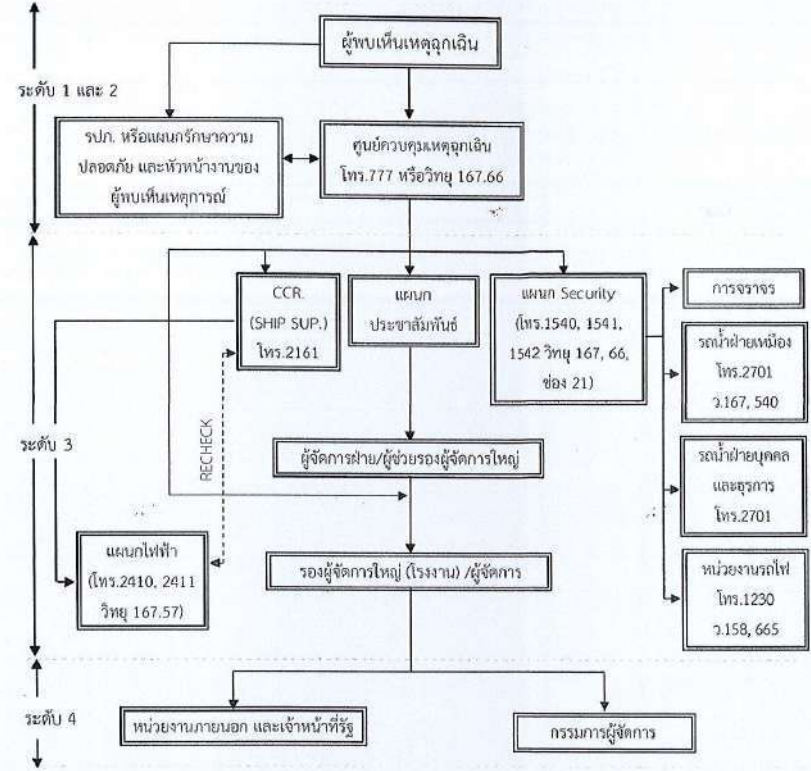 ผู้พบเห็นเหตุฉุกเฉิน
ระดับ 1 และ 2
รปภ. หรือแผนกรักษาความ
ปลอดภัย และหัวหน้างานของ
ผู้พบเห็นเหตุการณ์
ศูนย์ควบคุมเหตุฉุกเฉิน
โทร.777 หรือวิทยุ 167.66
CCR.
(SHIP SUP.)
โทร.2161
แผนก
ประชาสัมพันธ์
แผนก Security
(โทร.1540, 1541,
1542 วิทยุ 167, 66,
ช่อง 21)
การจราจร
รถน้ำฝ่ายเหมือง
โทร.2701
ว.167, 540
ระดับ 3
RECHECK
ผู้จัดการฝ่าย/ผู้ช่วยรองผู้จัดการใหญ่
รถน้ำฝ่ายบุคคล
และธุรการ
โทร.2701
แผนกไฟฟ้า
(โทร.2410, 2411
วิทยุ 167.57)
รองผู้จัดการใหญ่ (โรงงาน) /ผู้จัดการ
หน่วยงานรถไฟ
โทร.1230
ว.158, 665
ระดับ 4
หน่วยงานภายนอก และเจ้าหน้าที่รัฐ
กรรมการผู้จัดการ